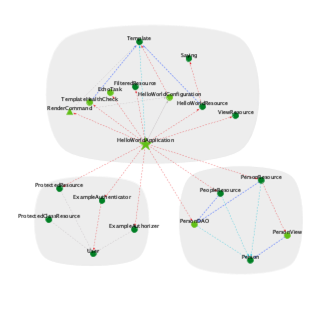 Template
Saying
FilteredResource
EchoTask
HelloWorldConfiguration
TemplateHealthCheck
HelloWorldResource
RenderCommand
ViewResource
HelloWorldApplication
ProtectedResource
ExampleAuthenticator
ProtectedClassResource
ExampleAuthorizer
User
PersonResource
PeopleResource
PersonDAO
PersonView
Person